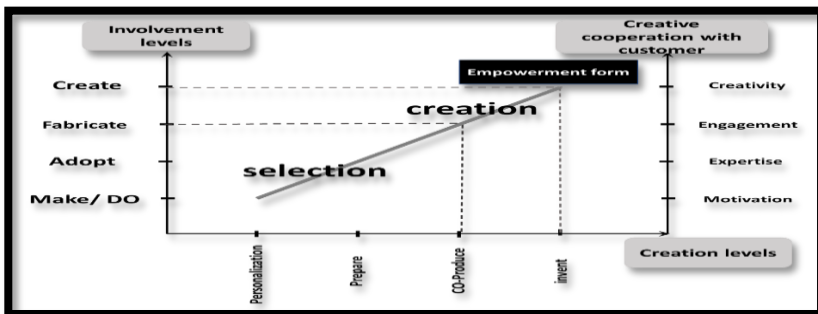 Involvement
levels
Creative
cooperation with
customer
Empowerment form
Create
Creativity
creation
Fabricate
Engagement
Adopt
Expertise
selection
Make/ DO
Motivation
Personalization
Prepare
CO-Produce
invent
Creation levels